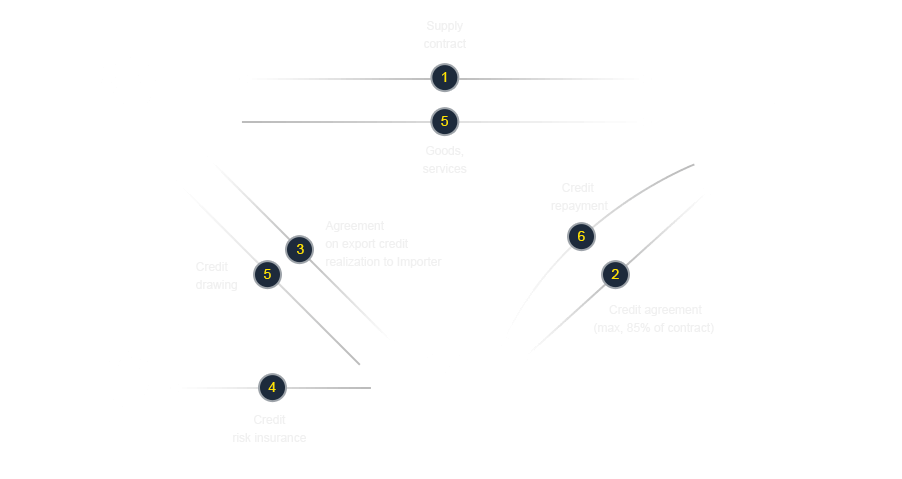 Supply
contract
1
5
Goods,
services
Credit
repayment
6
Agreement
on export credit
realization to Importer
3
Credit
drawing
5
2
Credit agreement
(max, 85% of contract)
4
Credit
risk insurance